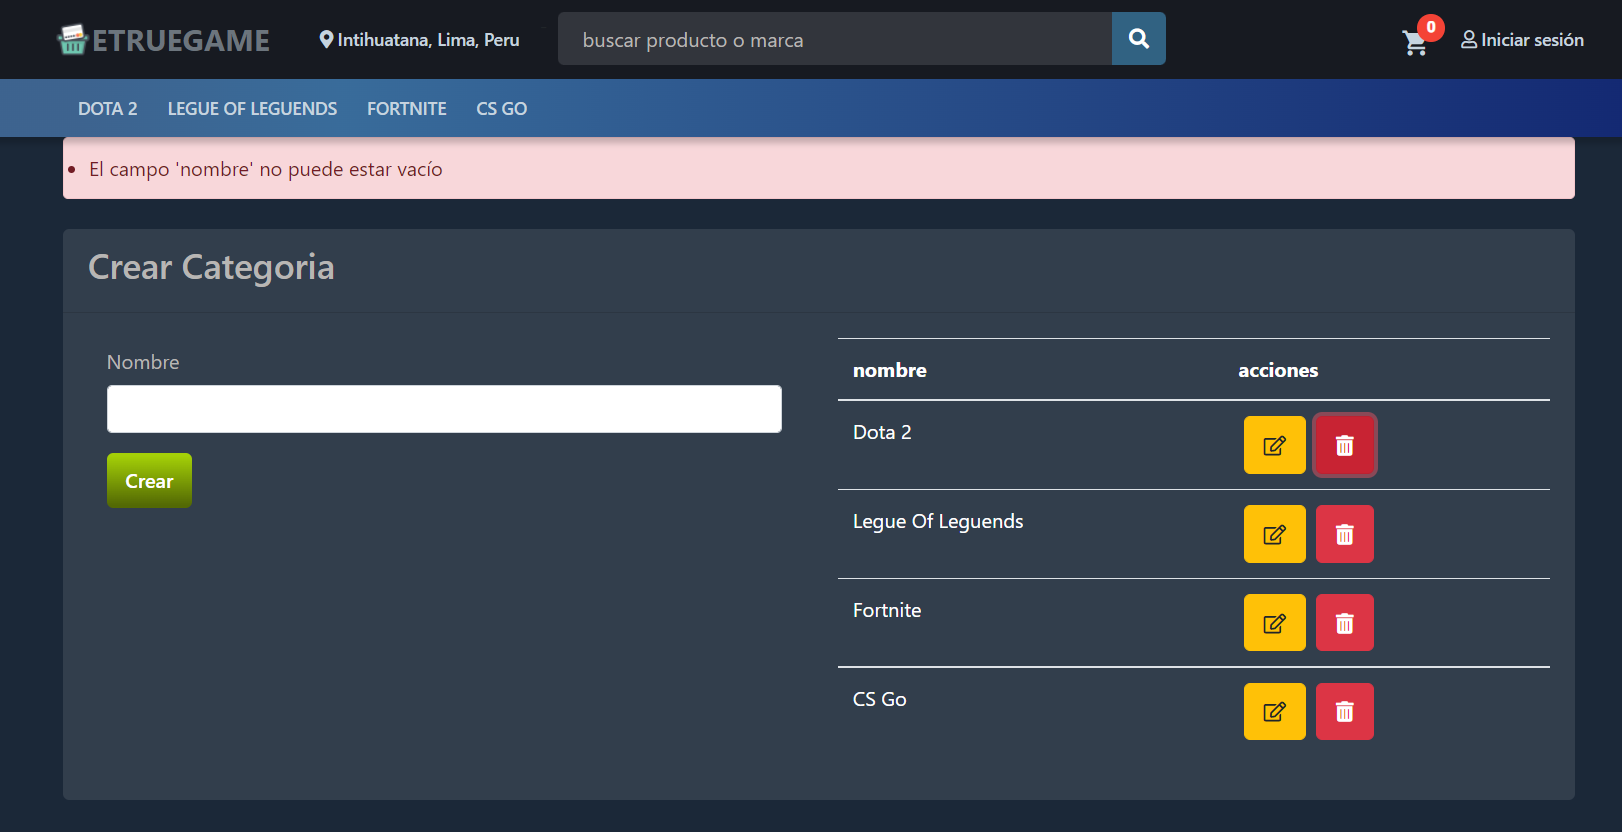 ETRUEGAME
Intihuatana, Lima, Peru
buscar producto o marca
0
Iniciar sesión
DOTA 2 LEGUE OF LEGUENDS FORTNITE CS GO
El campo 'nombre' no puede estar vacío
Crear Categoria
Nombre
Crear
nombre acciones
Dota 2
Legue Of Leguends
Fortnite
CS Go